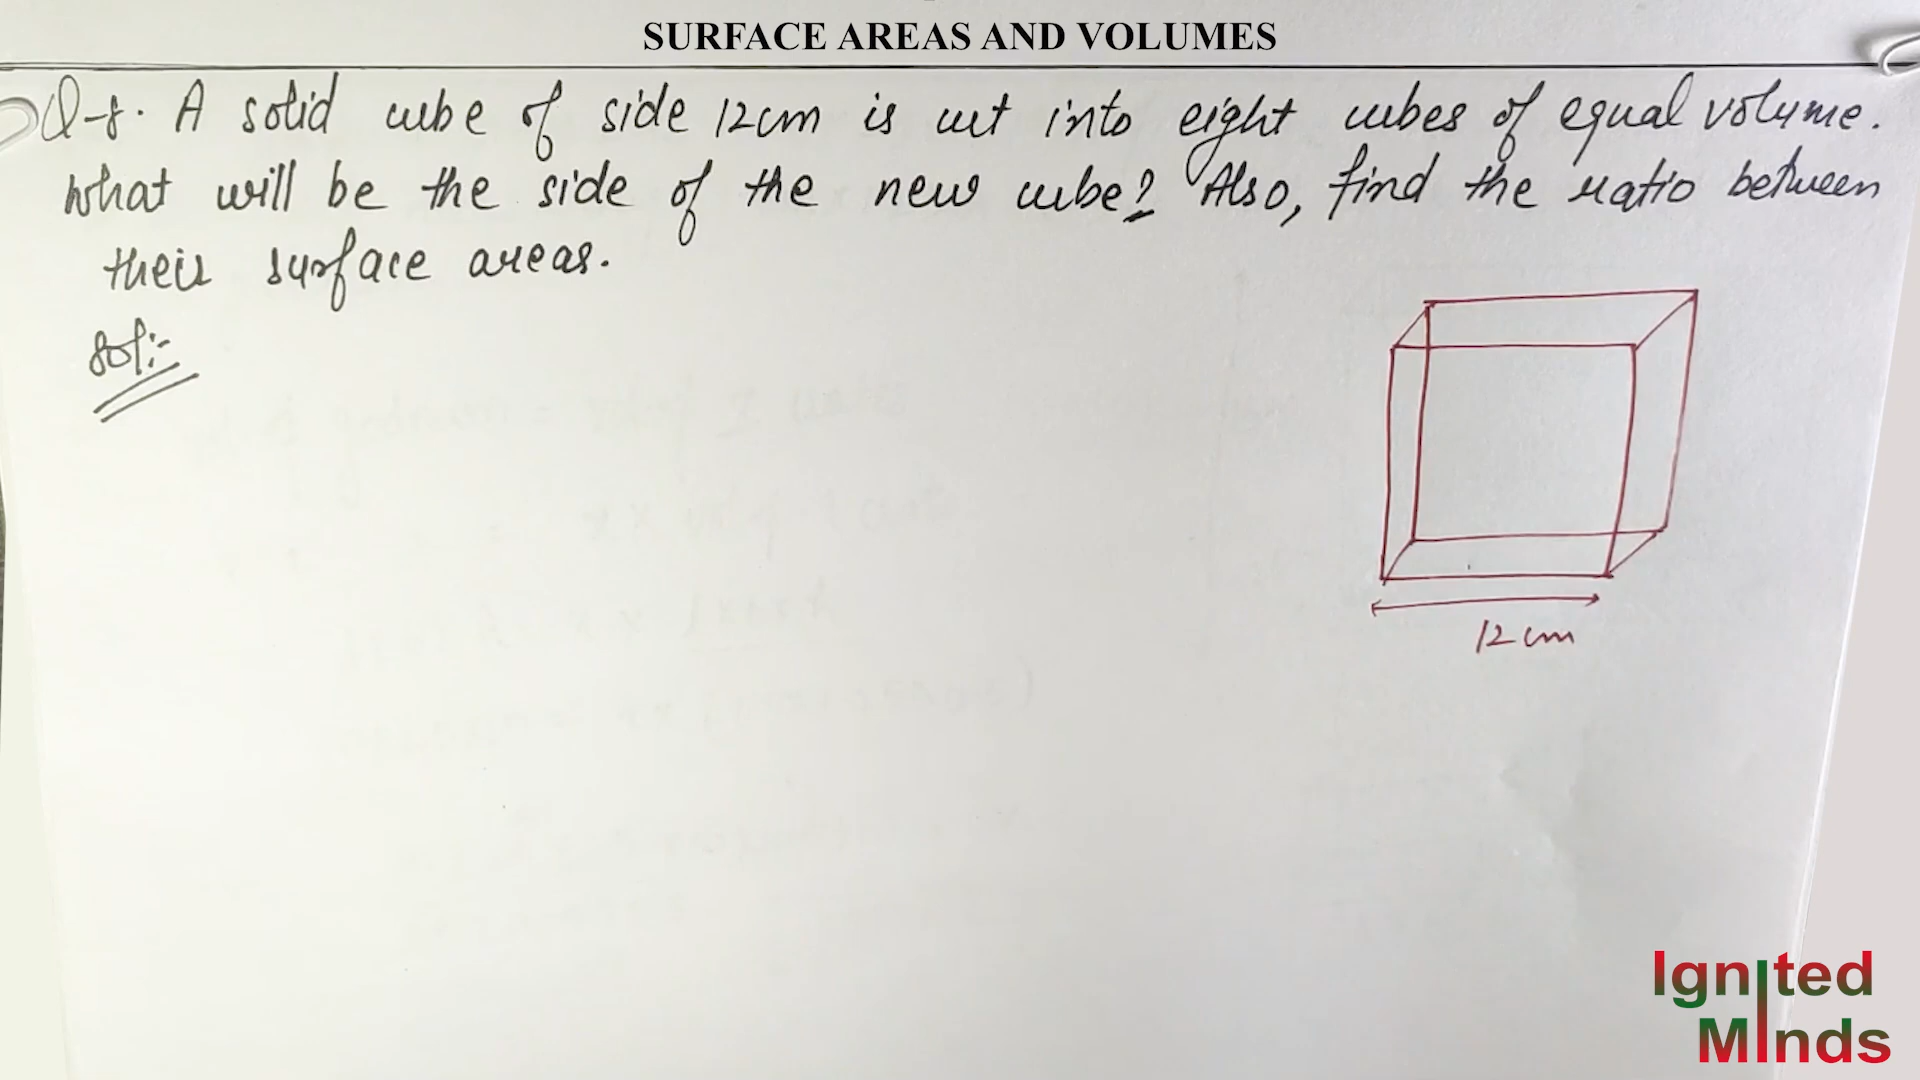 SURFACE AREAS AND VOLUMES
Q-8. A solid cube of side 12cm is cut into eight cubes of equal volume.
What will be the side of the new cube? Also, find the ratio between
their surface areas.
Sol:-
12cm
Ignited
Minds